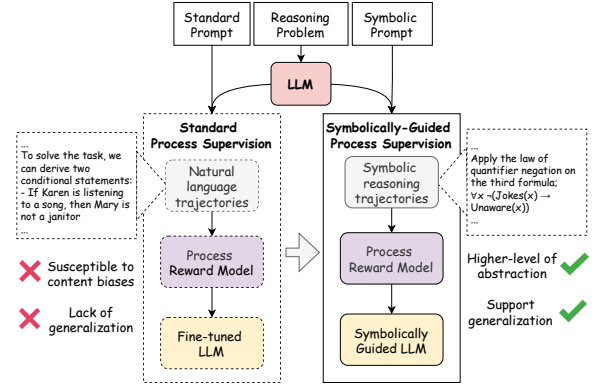 Standard
Prompt
Reasoning
Problem
Symbolic
Prompt
LLM
Standard
Process Supervision
Symbolically-Guided
Process Supervision
...
To solve the task, we
can derive two
conditional statements:
- If Karen is listening
to a song, then Mary is
not a janitor
...
Natural
language
trajectories
Symbolic
reasoning
trajectories
...
Apply the law of
quantifier negation on
the third formula;
∀x ¬(Jokes(x) →
Unaware(x))
...
Process
Reward Model
Process
Reward Model
Susceptible to
content biases
Higher-level of
abstraction
Lack of
generalization
Support
generalization
Fine-tuned
LLM
Symbolically
Guided LLM